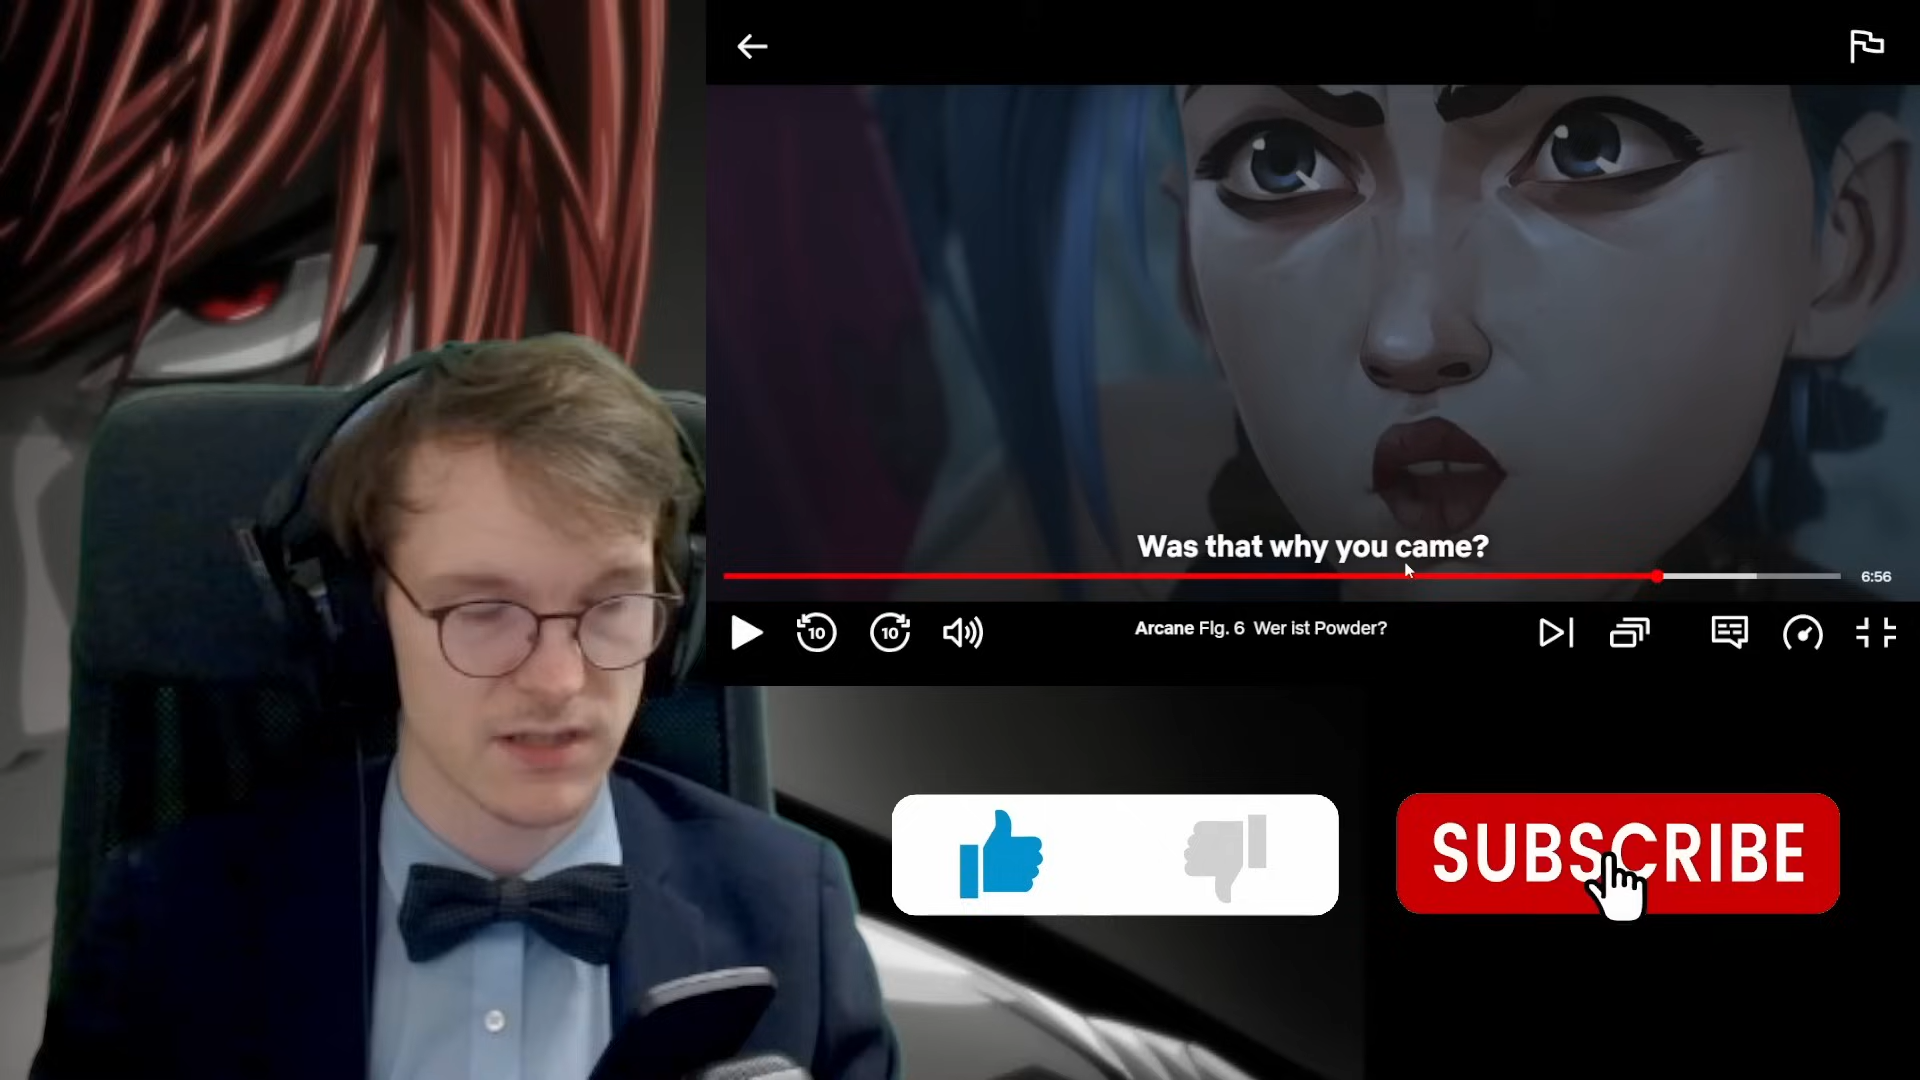 Was that why you came?
6:56
10
10
Arcane Flg. 6 Wer ist Powder?
SUBSCRIBE